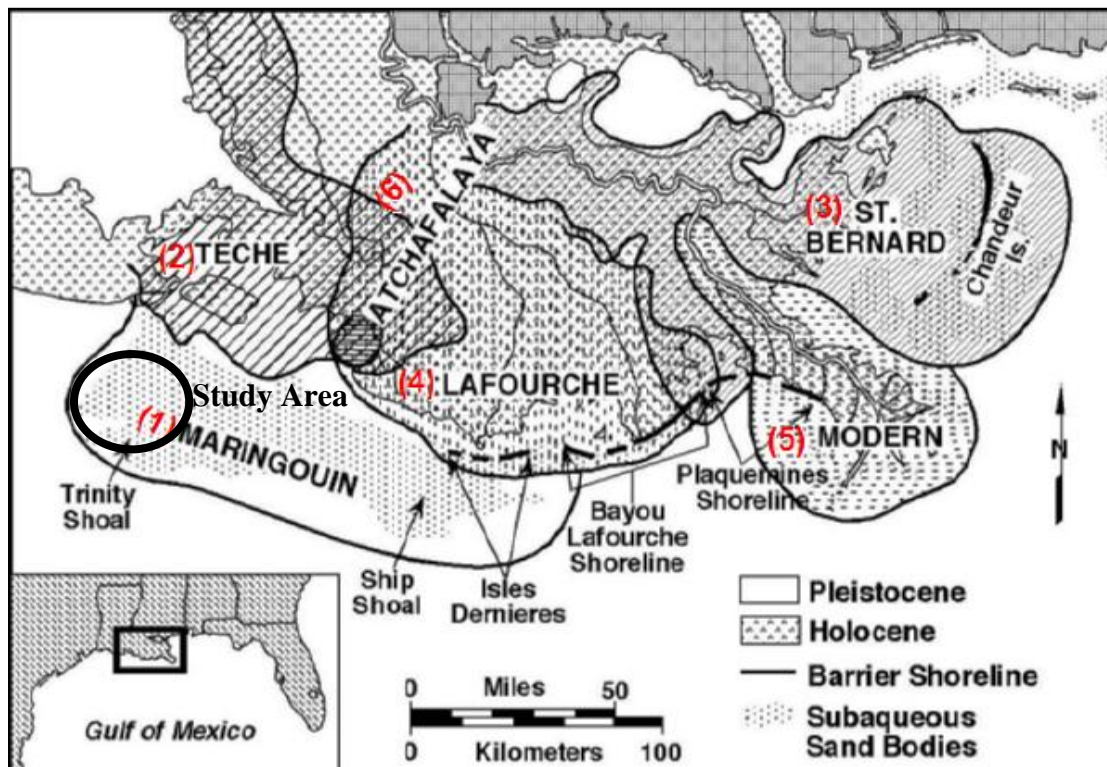 (6)
ATCHAFALAYA
(3) ST.
BERNARD
Chandeur
Is.
(2) TECHE
Study Area
(4) LAFOURCHE
(1) MARINGOUIN
(5) MODERN
N
Trinity
Shoal
Plaquemines
Shoreline
Bayou
Lafourche
Shoreline
Ship
Shoal
Isles
Dernieres
Pleistocene
Holocene
Barrier Shoreline
Subaqueous
Sand Bodies
0 Miles 50
0 Kilometers 100
Gulf of Mexico